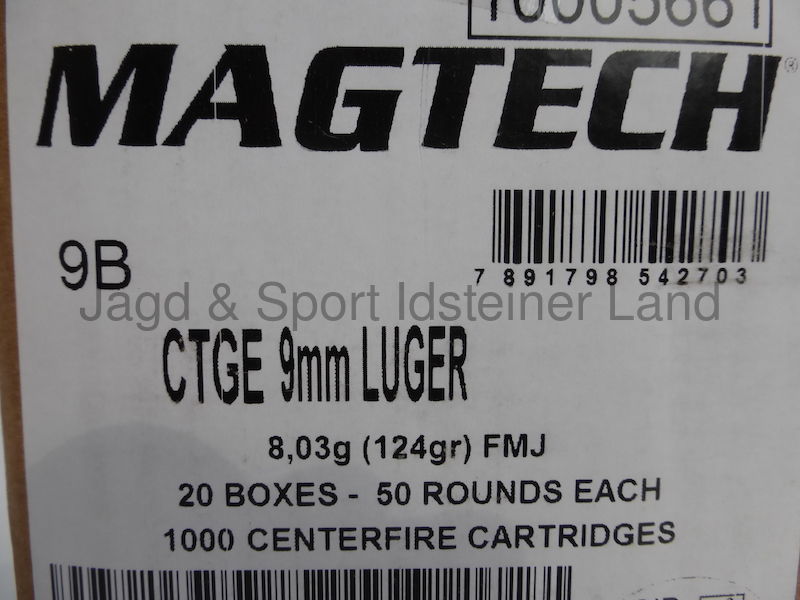 10005661
MAGTECH®
9B
7 891798 542703
Jagd & Sport Idsteiner Land
CTGE 9mm LUGER
8,03g (124gr) FMJ
20 BOXES - 50 ROUNDS EACH
1000 CENTERFIRE CARTRIDGES